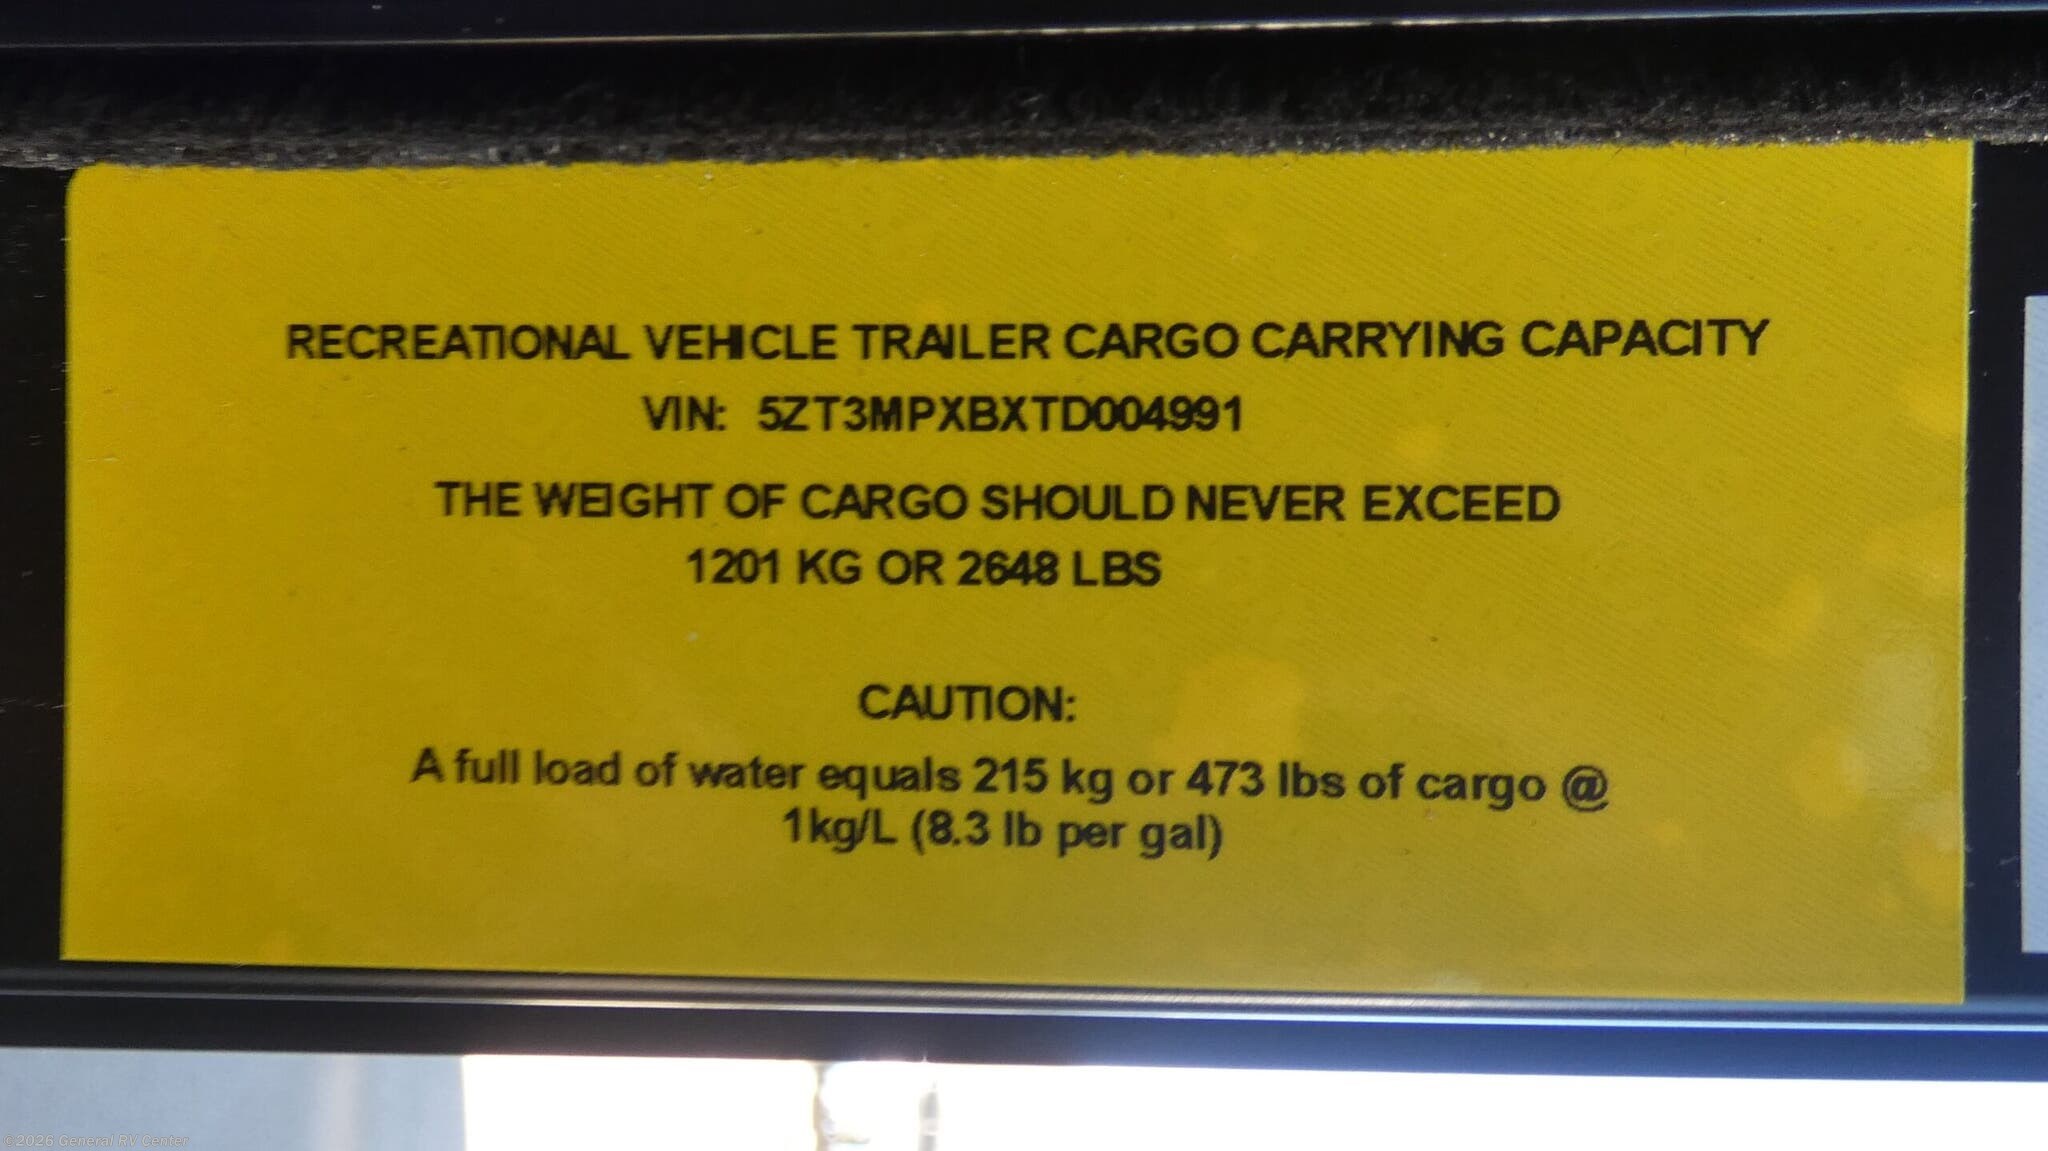 RECREATIONAL VEHICLE TRAILER CARGO CARRYING CAPACITY
VIN: 5ZT3MPXBXTD004991
THE WEIGHT OF CARGO SHOULD NEVER EXCEED
1201 KG OR 2648 LBS
CAUTION:
A full load of water equals 215 kg or 473 lbs of cargo @
1kg/L (8.3 lb per gal)
©2026 General RV Center